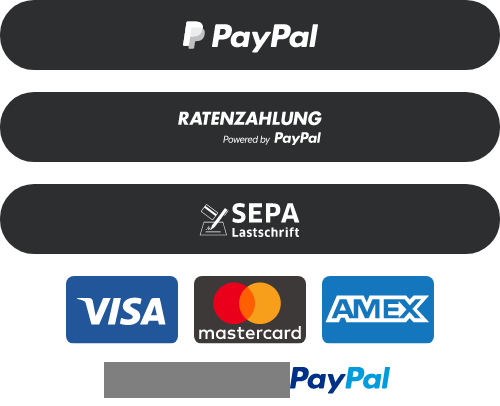 PayPal
RATENZAHLUNG
Powered by PayPal
SEPA
Lastschrift
VISA
mastercard
AMEX
PayPal